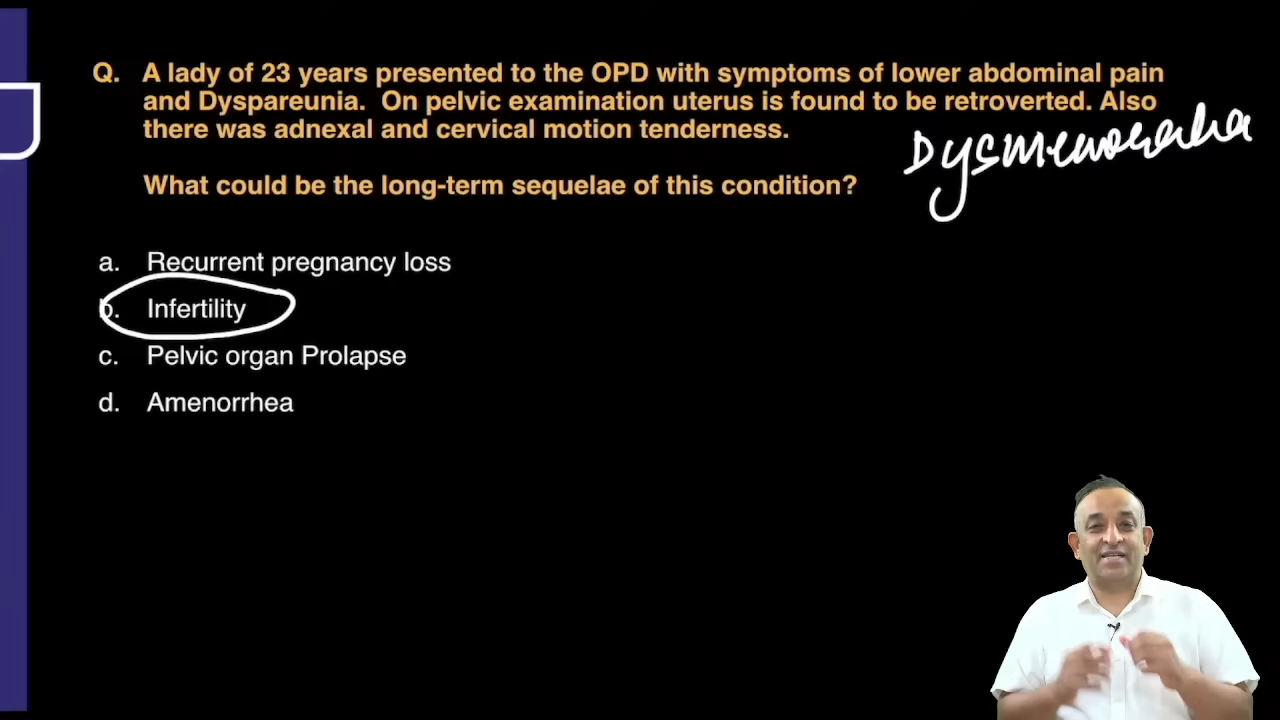 Q. A lady of 23 years presented to the OPD with symptoms of lower abdominal pain
and Dyspareunia. On pelvic examination uterus is found to be retroverted. Also
there was adnexal and cervical motion tenderness.
Dysmenorrhea
What could be the long-term sequelae of this condition?
a. Recurrent pregnancy loss
b. Infertility
c. Pelvic organ Prolapse
d. Amenorrhea